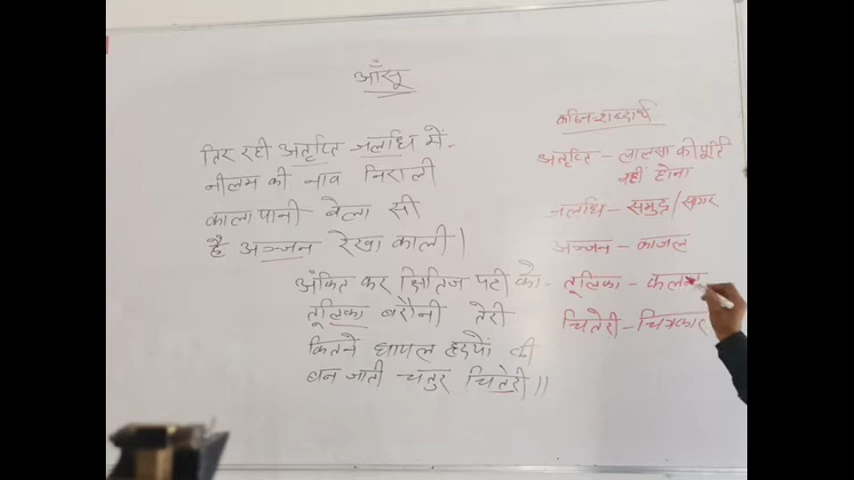 आँसू
तिर रही अतृप्ति जलधि में-
नीलम की नाव निराली
कालापानी बेला सी
है अञ्जन रेखा काली।
अंकित कर क्षितिज पटी को-
तूलिका बरौनी तेरी
कितने घायल हृदयों की
बन जाती चतुर चितेरी॥
कठिन-शब्दार्थ
अतृप्ति - लालसा की पूर्ति
नहीं होना
जलधि - समुद्र/सागर
अञ्जन - काजल
तूलिका - कलम
चितेरी - चित्रकार